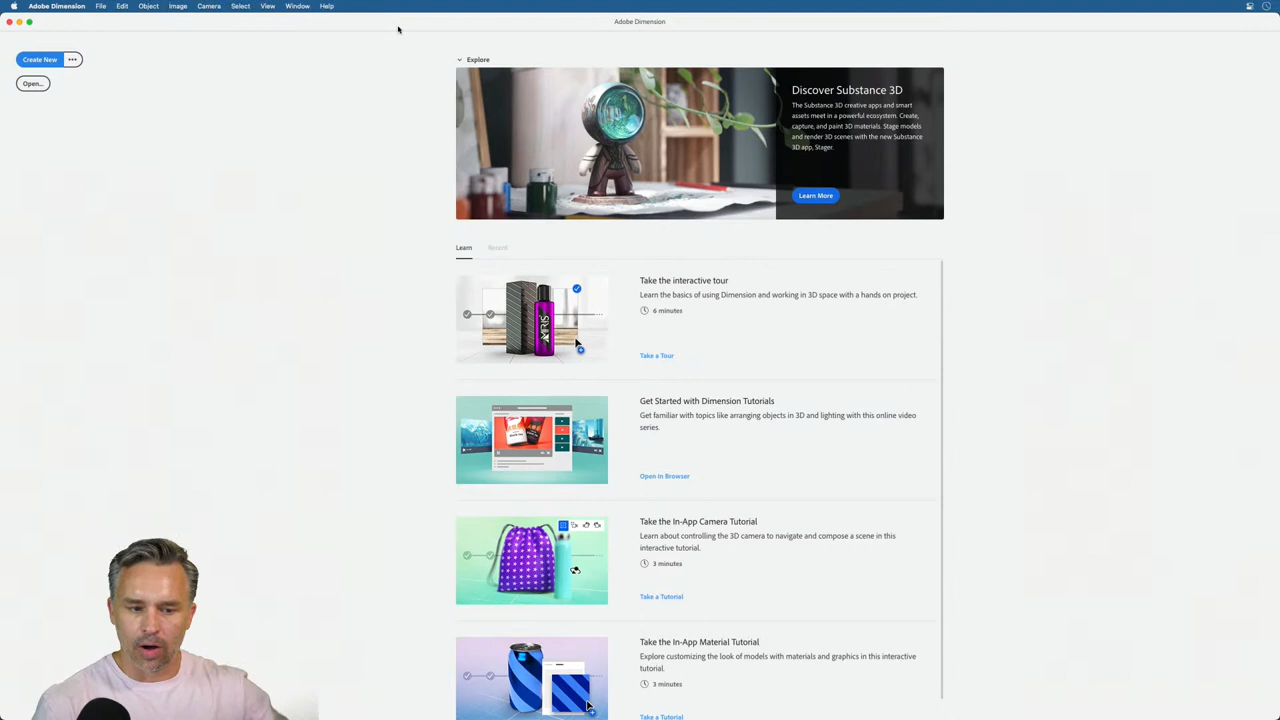 Adobe Dimension File Edit Object Image Camera Select View Window Help
Adobe Dimension
Create New
Open...
Explore
Discover Substance 3D
The Substance 3D creative apps and smart
assets meet in a powerful ecosystem. Create,
capture, and paint 3D materials. Stage models
and render 3D scenes with the new Substance
3D app, Stager.
Learn More
Learn Recent
Take the interactive tour
Learn the basics of using Dimension and working in 3D space with a hands on project.
6 minutes
Take a Tour
Get Started with Dimension Tutorials
Get familiar with topics like arranging objects in 3D and lighting with this online video
series.
Open in Browser
Take the In-App Camera Tutorial
Learn about controlling the 3D camera to navigate and compose a scene in this
interactive tutorial.
3 minutes
Take a Tutorial
Take the In-App Material Tutorial
Explore customizing the look of models with materials and graphics in this interactive
tutorial.
3 minutes
Take a Tutorial